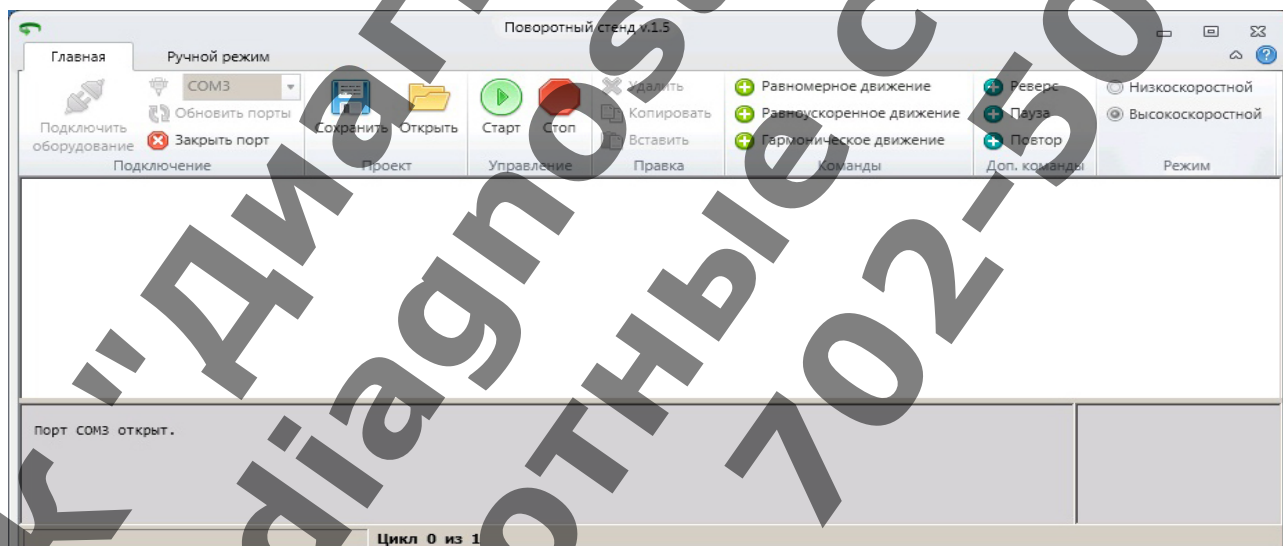 Поворотный стенд v.1.5
Главная
Ручной режим
COM3
Обновить порты
Закрыть порт
Подключить
оборудование
Подключение
Сохранить
Открыть
Проект
Старт
Стоп
Управление
Удалить
Копировать
Вставить
Правка
Равномерное движение
Равноускоренное движение
Гармоническое движение
Команды
Реверс
Пауза
Повтор
Доп. команды
Низкоскоростной
Высокоскоростной
Режим
Порт COM3 открыт.
Цикл 0 из 1
702-50